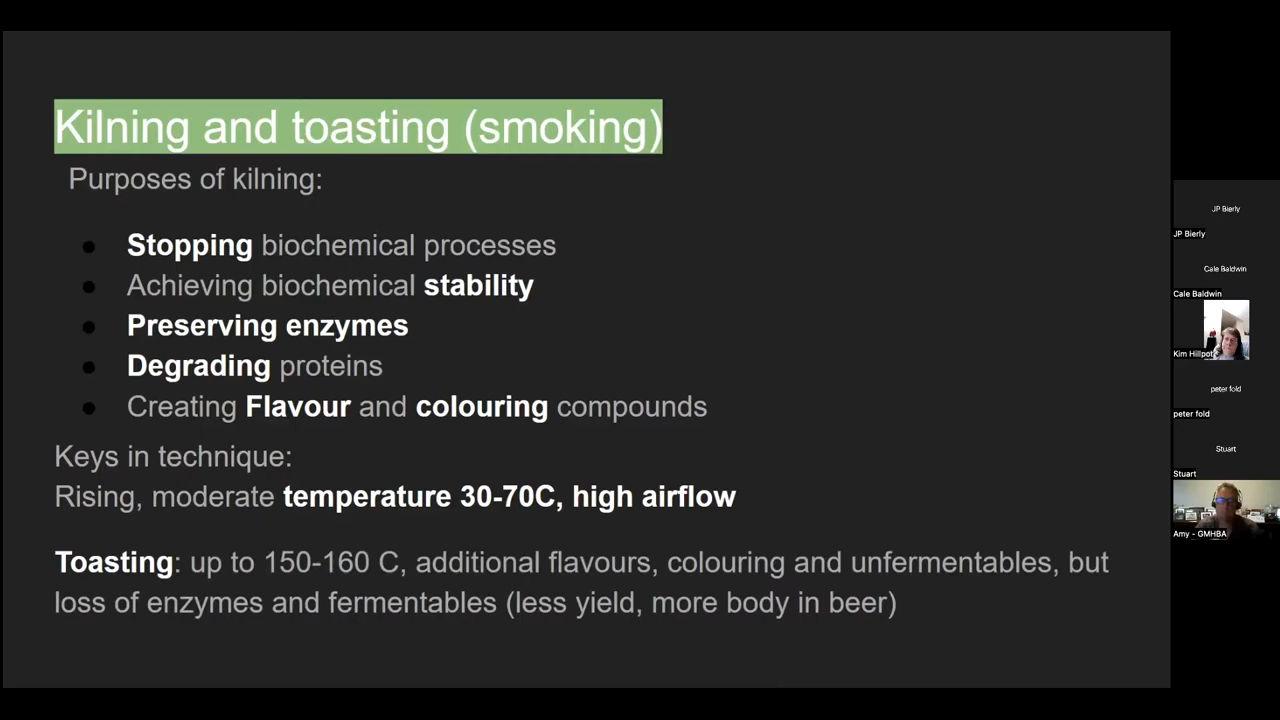 Kilning and toasting (smoking)
Purposes of kilning:
● Stopping biochemical processes
● Achieving biochemical stability
● Preserving enzymes
● Degrading proteins
● Creating Flavour and colouring compounds
Keys in technique:
Rising, moderate temperature 30-70C, high airflow
Toasting: up to 150-160 C, additional flavours, colouring and unfermentables, but
loss of enzymes and fermentables (less yield, more body in beer)
JP Bierly
JP Bierly
Cale Baldwin
Cale Baldwin
Kim Hillpot
peter fold
peter fold
Stuart
Stuart
Amy - GMHBA